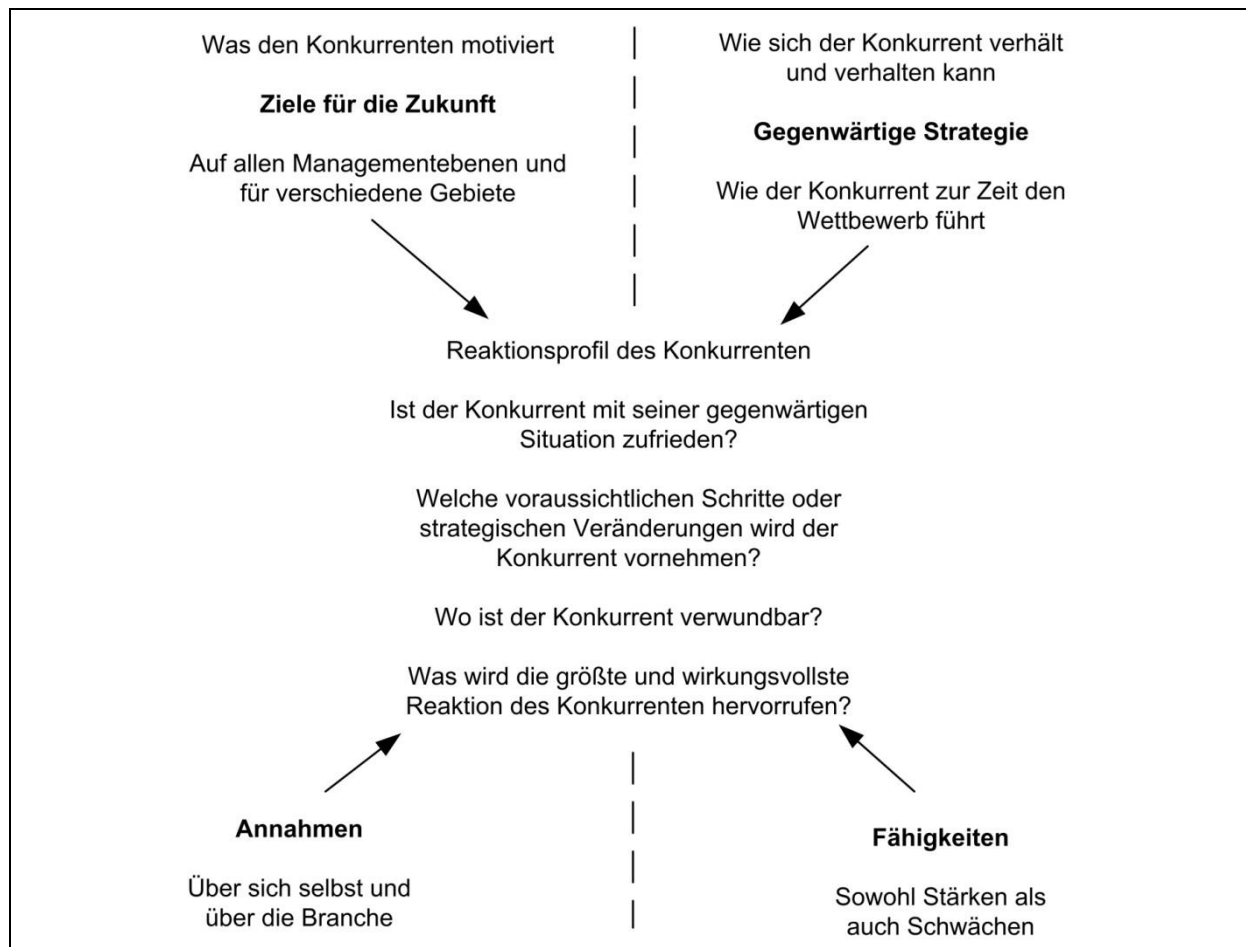 Was den Konkurrenten motiviert
Ziele für die Zukunft
Auf allen Managementebenen und
für verschiedene Gebiete
Wie sich der Konkurrent verhält
und verhalten kann
Gegenwärtige Strategie
Wie der Konkurrent zur Zeit den
Wettbewerb führt
Reaktionsprofil des Konkurrenten
Ist der Konkurrent mit seiner gegenwärtigen
Situation zufrieden?
Welche voraussichtlichen Schritte oder
strategischen Veränderungen wird der
Konkurrent vornehmen?
Wo ist der Konkurrent verwundbar?
Was wird die größte und wirkungsvollste
Reaktion des Konkurrenten hervorrufen?
Annahmen
Über sich selbst und
über die Branche
Fähigkeiten
Sowohl Stärken als
auch Schwächen